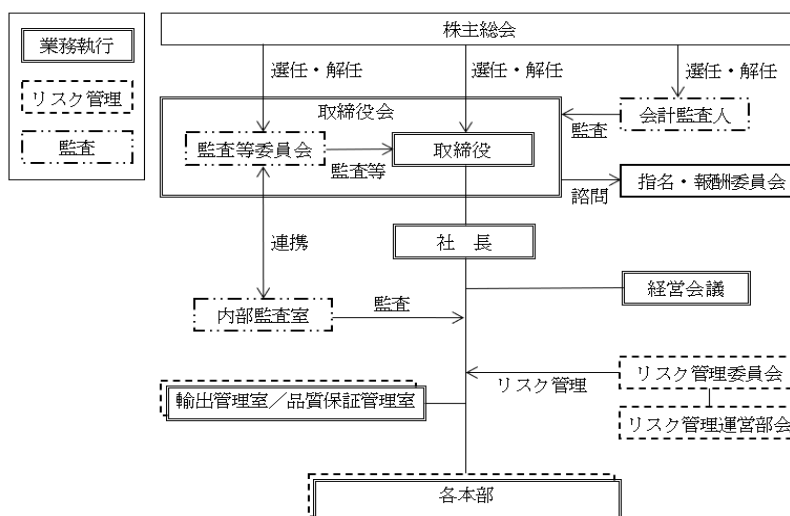 業務執行
リスク管理
監査
株主総会
選任・解任
選任・解任
選任・解任
取締役会
監査等委員会
監査等
取締役
監査
会計監査人
諮問
指名・報酬委員会
社　長
連携
経営会議
内部監査室
監査
リスク管理
リスク管理委員会
輸出管理室／品質保証管理室
リスク管理運営部会
各本部